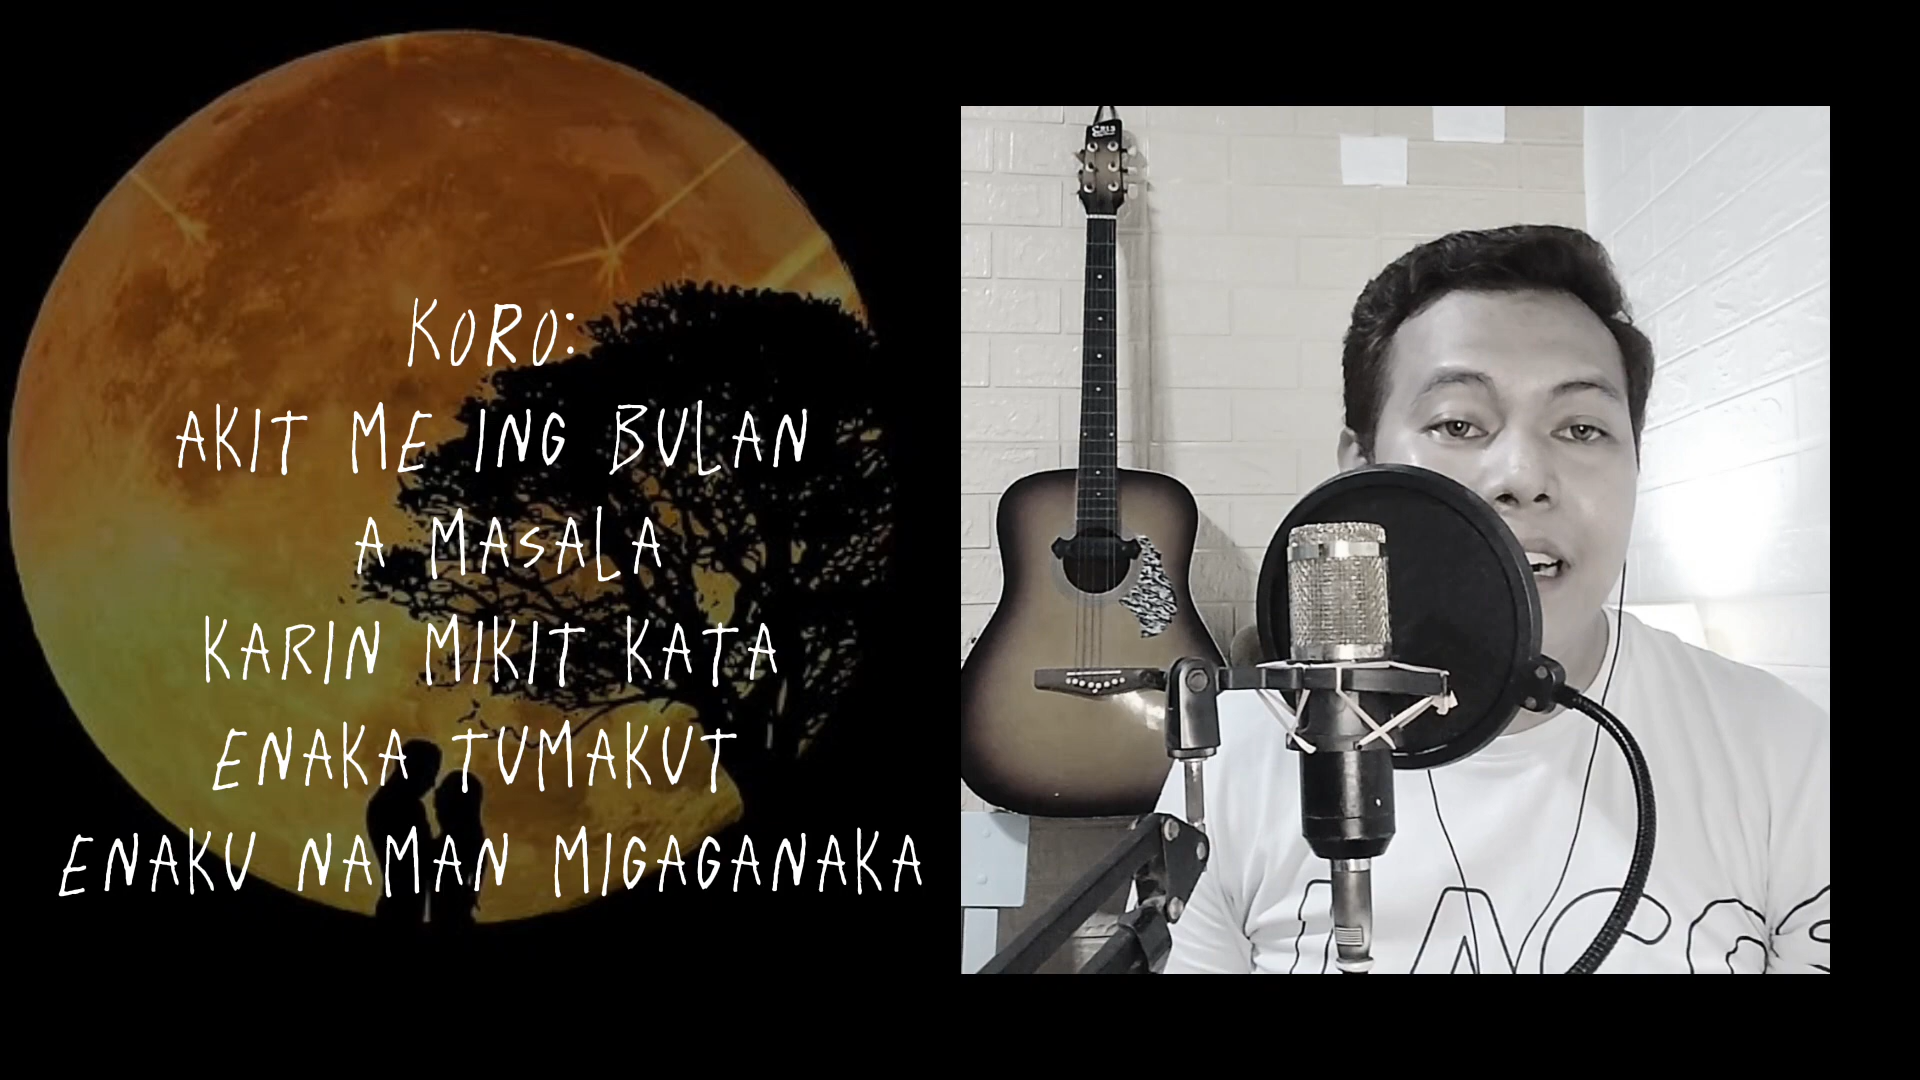 KORO:
AKIT ME ING BULAN
A MASALA
KARIN MIKIT KATA
ENAKA TUMAKUT
ENAKU NAMAN MIGAGANAKA